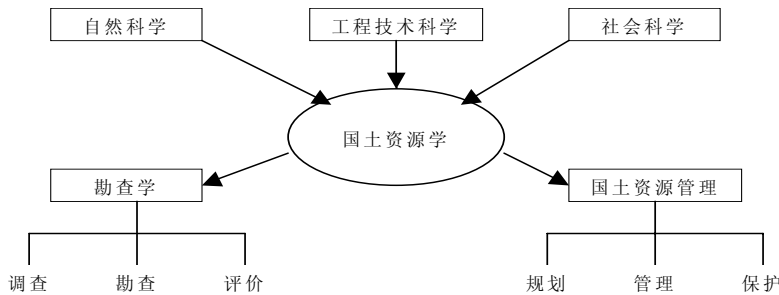 自然科学 工程技术科学 社会科学
国土资源学
勘查学 国土资源管理
调查 勘查 评价 规划 管理 保护